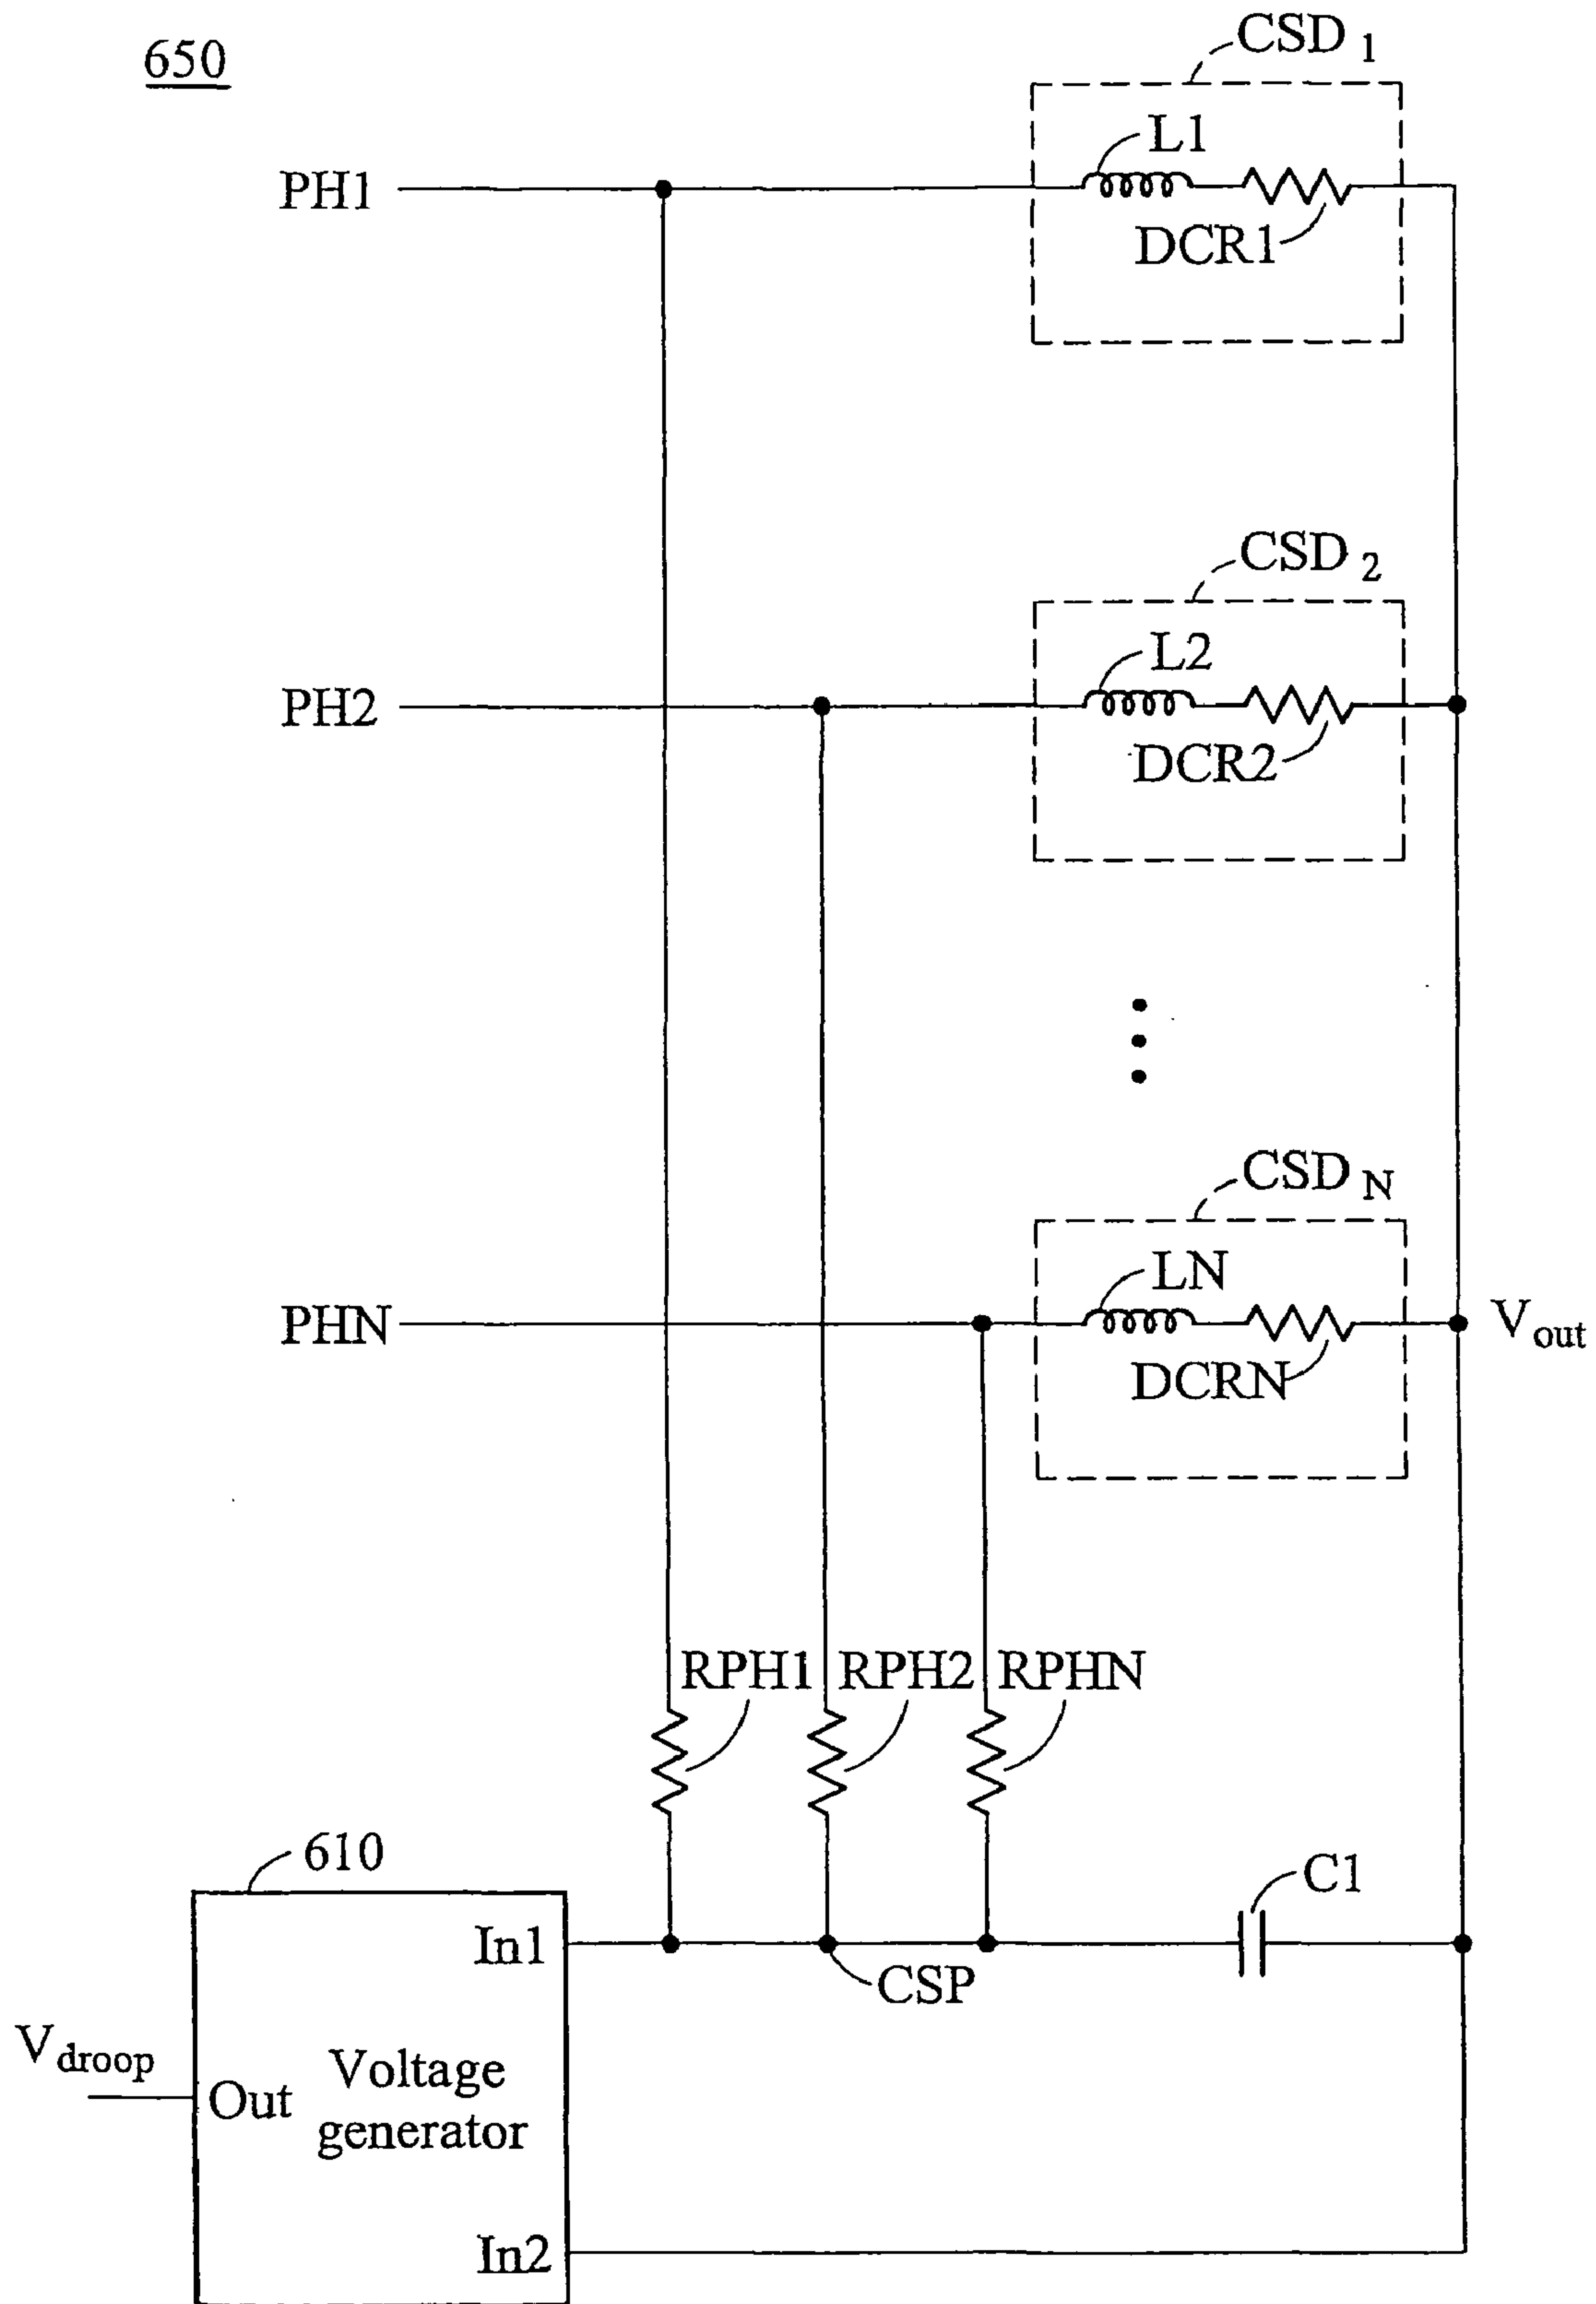 650
CSD 1
L1
PH1
DCR1
CSD 2
L2
PH2
DCR2
CSD N
LN
PHN
Vout
DCRN
RPH1 RPH2 RPHN
610
C1
In1
CSP
Vdroop
Out
Voltage
generator
In2